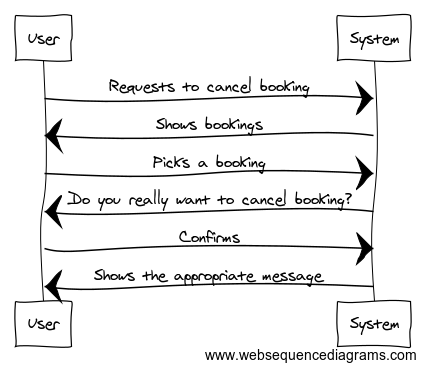 User System
Requests to cancel booking
Shows bookings
Picks a booking
Do you really want to cancel booking?
Confirms
Shows the appropriate message
User System
www.websequencediagrams.com